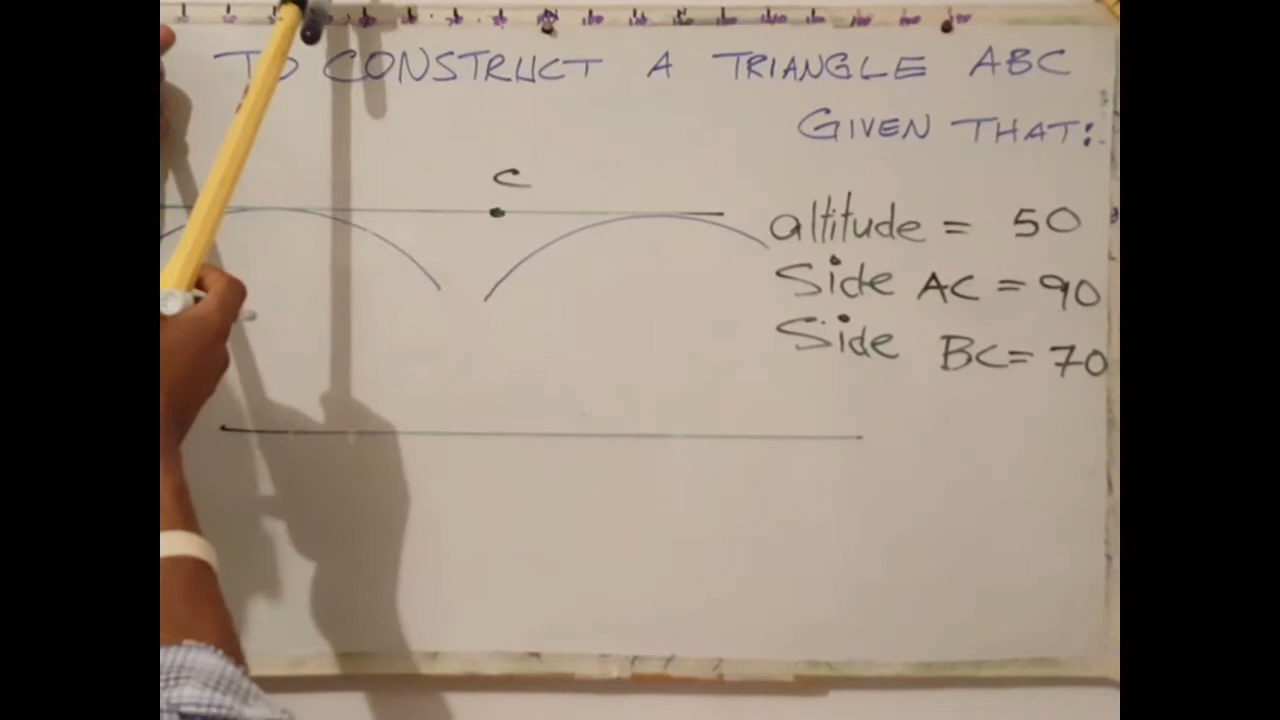 TO CONSTRUCT A TRIANGLE ABC
GIVEN THAT:
C
altitude = 50
Side AC = 90
Side BC = 70